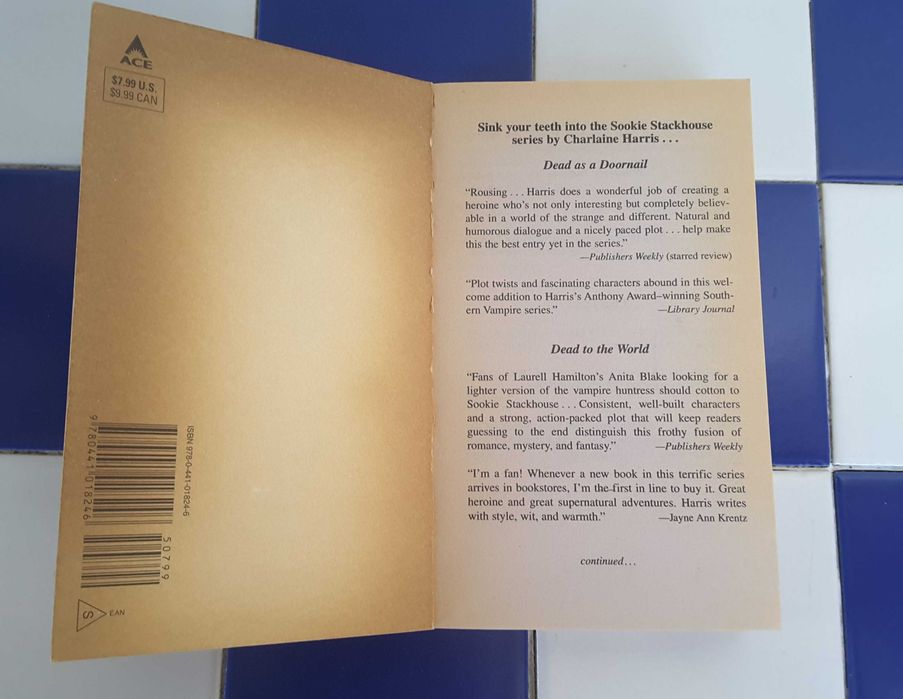 ACE
$7.99 U.S.
$9.99 CAN
ISBN 978-0-441-01824-6
9 780441 018246
50799
S
EAN
Sink your teeth into the Sookie Stackhouse
series by Charlaine Harris . . .
Dead as a Doornail
“Rousing . . . Harris does a wonderful job of creating a
heroine who’s not only interesting but completely believ-
able in a world of the strange and different. Natural and
humorous dialogue and a nicely paced plot . . . help make
this the best entry yet in the series.”
—Publishers Weekly (starred review)
“Plot twists and fascinating characters abound in this wel-
come addition to Harris’s Anthony Award–winning South-
ern Vampire series.” —Library Journal
Dead to the World
“Fans of Laurell Hamilton’s Anita Blake looking for a
lighter version of the vampire huntress should cotton to
Sookie Stackhouse . . . Consistent, well-built characters
and a strong, action-packed plot that will keep readers
guessing to the end distinguish this frothy fusion of
romance, mystery, and fantasy.” —Publishers Weekly
“I’m a fan! Whenever a new book in this terrific series
arrives in bookstores, I’m the first in line to buy it. Great
heroine and great supernatural adventures. Harris writes
with style, wit, and warmth.” —Jayne Ann Krentz
continued . . .